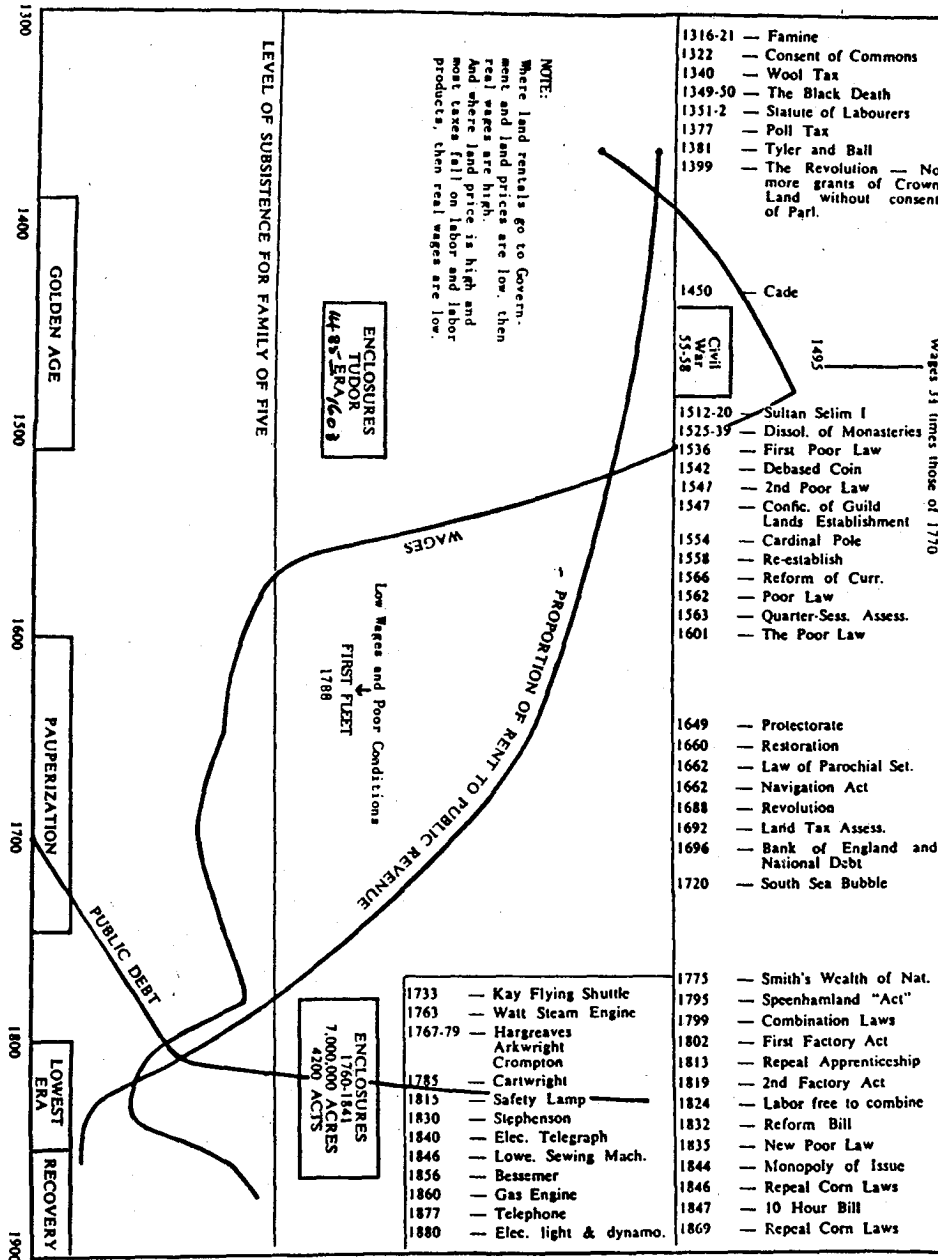 1316-21 — Famine
1322 — Consent of Commons
1340 — Wool Tax
1349-50 — The Black Death
1351-2 — Statute of Labourers
1377 — Poll Tax
1381 — Tyler and Ball
1399 — The Revolution — No
more grants of Crown
Land without consent
of Parl.
1450 — Cade
Civil
War
55-58
1495
Wages 3½ times those of 1770
1512-20 — Sultan Selim I
1525-39 — Dissol. of Monasteries
1536 — First Poor Law
1542 — Debased Coin
1547 — 2nd Poor Law
1547 — Confic. of Guild
Lands Establishment
1554 — Cardinal Pole
1558 — Re-establish
1566 — Reform of Curr.
1562 — Poor Law
1563 — Quarter-Sess. Assess.
1601 — The Poor Law
1649 — Protectorate
1660 — Restoration
1662 — Law of Parochial Set.
1662 — Navigation Act
1688 — Revolution
1692 — Land Tax Assess.
1696 — Bank of England and
National Debt
1720 — South Sea Bubble
1775 — Smith's Wealth of Nat.
1795 — Speenhamland "Act"
1799 — Combination Laws
1802 — First Factory Act
1813 — Repeal Apprenticeship
1819 — 2nd Factory Act
1824 — Labor free to combine
1832 — Reform Bill
1835 — New Poor Law
1844 — Monopoly of Issue
1846 — Repeal Corn Laws
1847 — 10 Hour Bill
1869 — Repeal Corn Laws
1733 — Kay Flying Shuttle
1763 — Watt Steam Engine
1767-79 — Hargreaves
Arkwright
Crompton
1785 — Cartwright
1815 — Safety Lamp
1830 — Stephenson
1840 — Elec. Telegraph
1846 — Lowe. Sewing Mach.
1856 — Bessemer
1860 — Gas Engine
1877 — Telephone
1880 — Elec. light & dynamo.
NOTE:
Where land rentals go to Govern-
ment and land prices are low, then
real wages are high.
And where land price is high and
most taxes fall on labor and labor
products, then real wages are low.
ENCLOSURES
TUDOR
ERA
1485-1603
LEVEL OF SUBSISTENCE FOR FAMILY OF FIVE
WAGES
PROPORTION OF RENT TO PUBLIC REVENUE
Low Wages and Poor Conditions
FIRST FLEET
1788
ENCLOSURES
1760-1841
7,000,000 ACRES
4200 ACTS
PUBLIC DEBT
GOLDEN AGE
PAUPERIZATION
LOWEST
ERA
RECOVERY
1300
1400
1500
1600
1700
1800
1900